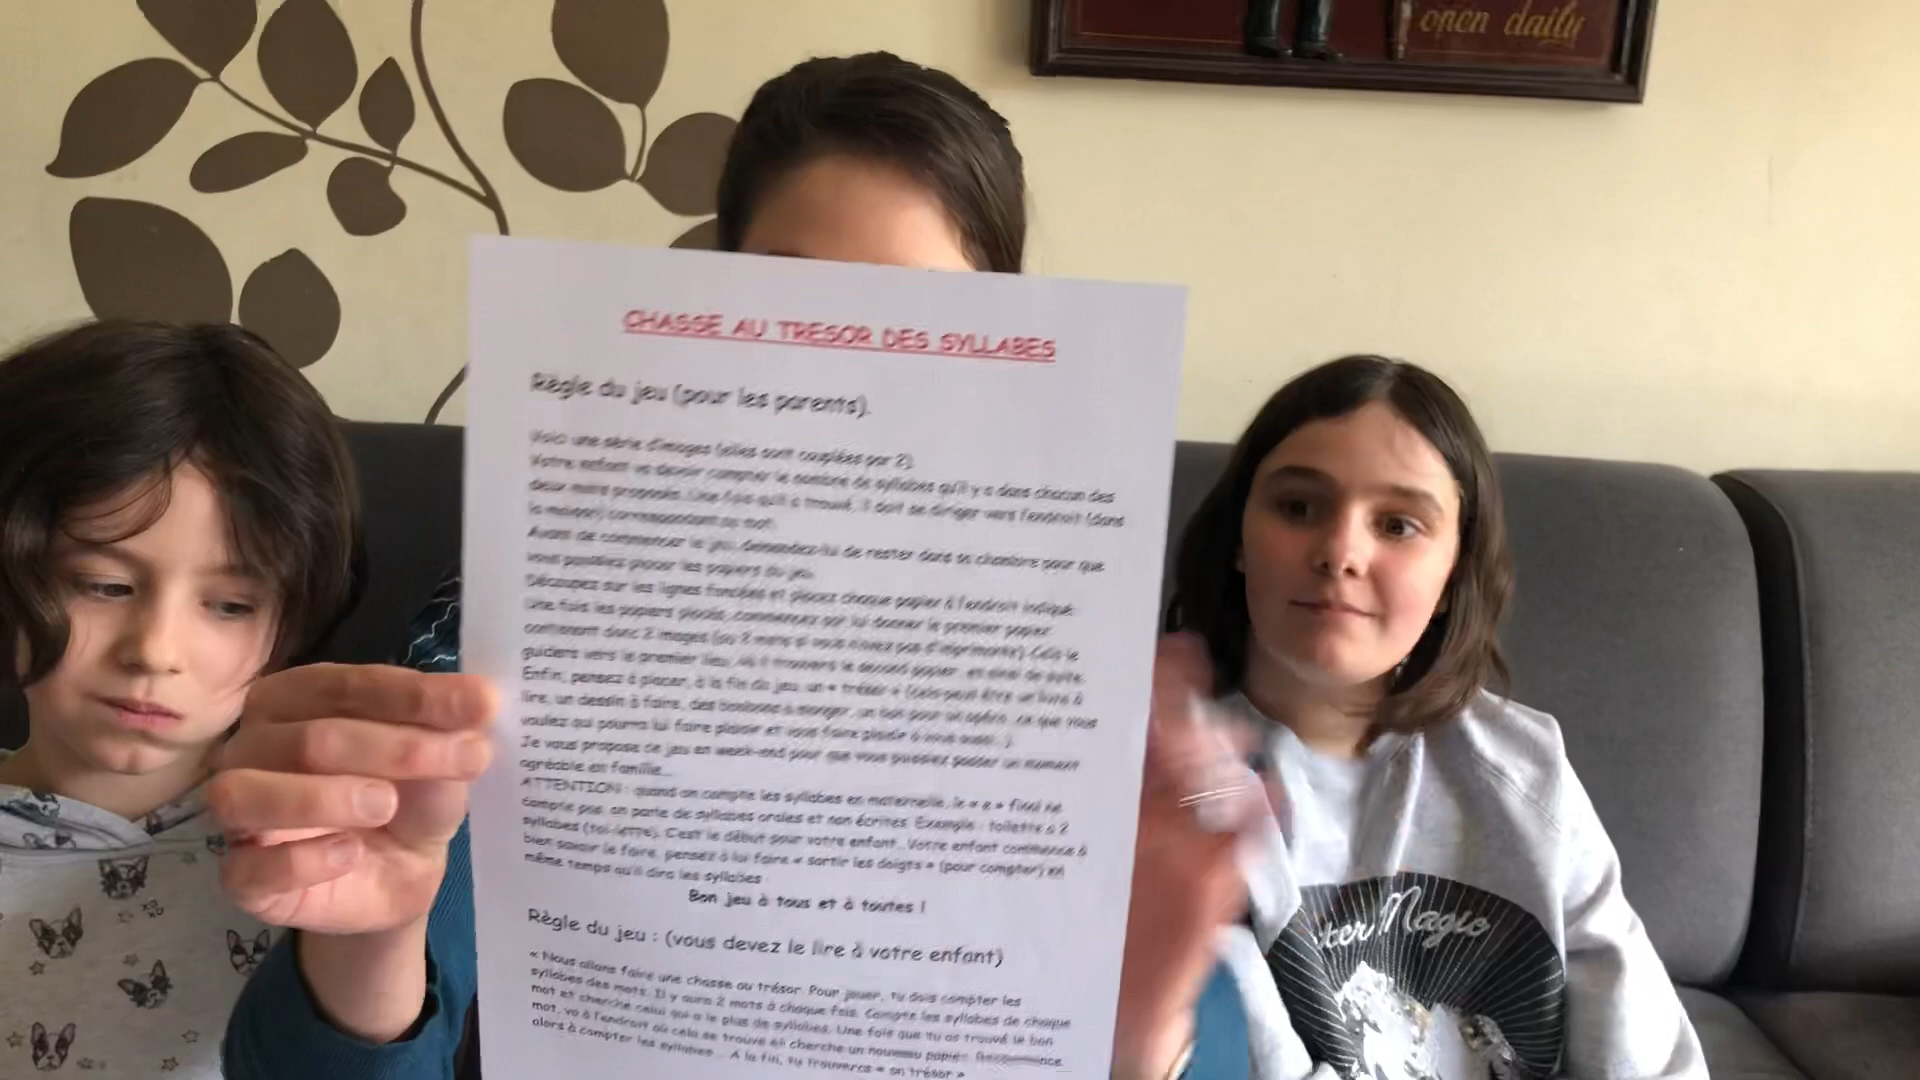 open daily
CHASSE AU TRESOR DES SYLLABES
Règle du jeu (pour les parents).
Voici une série d'images (elles sont couplées par 2).
Votre enfant va devoir compter le nombre de syllabes qu'il y a dans chacun des
deux mots proposés. Une fois qu'il a trouvé, il doit se diriger vers l'endroit (dans
la maison) correspondant au mot.
Avant de commencer le jeu, demandez-lui de rester dans sa chambre pour que
vous puissiez placer les papiers du jeu.
Découpez sur les lignes foncées et placez chaque papier à l'endroit indiqué.
Une fois les papiers placés, commencez par lui donner le premier papier
contenant donc 2 images (ou 2 mots si vous n'avez pas d'imprimante). Cela le
guidera vers le premier lieu, où il trouvera le second papier, et ainsi de suite.
Enfin, pensez à placer, à la fin du jeu, un « trésor » (cela peut être un livre à
lire, un dessin à faire, des bonbons à manger, un bon pour un apéro, ce que vous
voulez qui pourra lui faire plaisir et vous faire plaisir à vous aussi...).
Je vous propose ce jeu en week-end pour que vous puissiez passer un moment
agréable en famille...
ATTENTION : quand on compte les syllabes en maternelle, le « e » final ne
compte pas, on parle de syllabes orales et non écrites. Exemple : toilette a 2
syllabes (toi-lette). C'est le début pour votre enfant. Votre enfant commence à
bien savoir le faire, pensez à lui faire « sortir les doigts » (pour compter) en
même temps qu'il dira les syllabes
Bon jeu à tous et à toutes !
Règle du jeu : (vous devez le lire à votre enfant)
« Nous allons faire une chasse au trésor. Pour jouer, tu dois compter les
syllabes des mots. Il y aura 2 mots à chaque fois. Compte les syllabes de chaque
mot et cherche celui qui a le plus de syllabes. Une fois que tu as trouvé le bon
mot, va à l'endroit où cela se trouve et cherche un nouveau papier. Recommence
alors à compter les syllabes... A la fin, tu trouveras « un trésor »
ter Magic